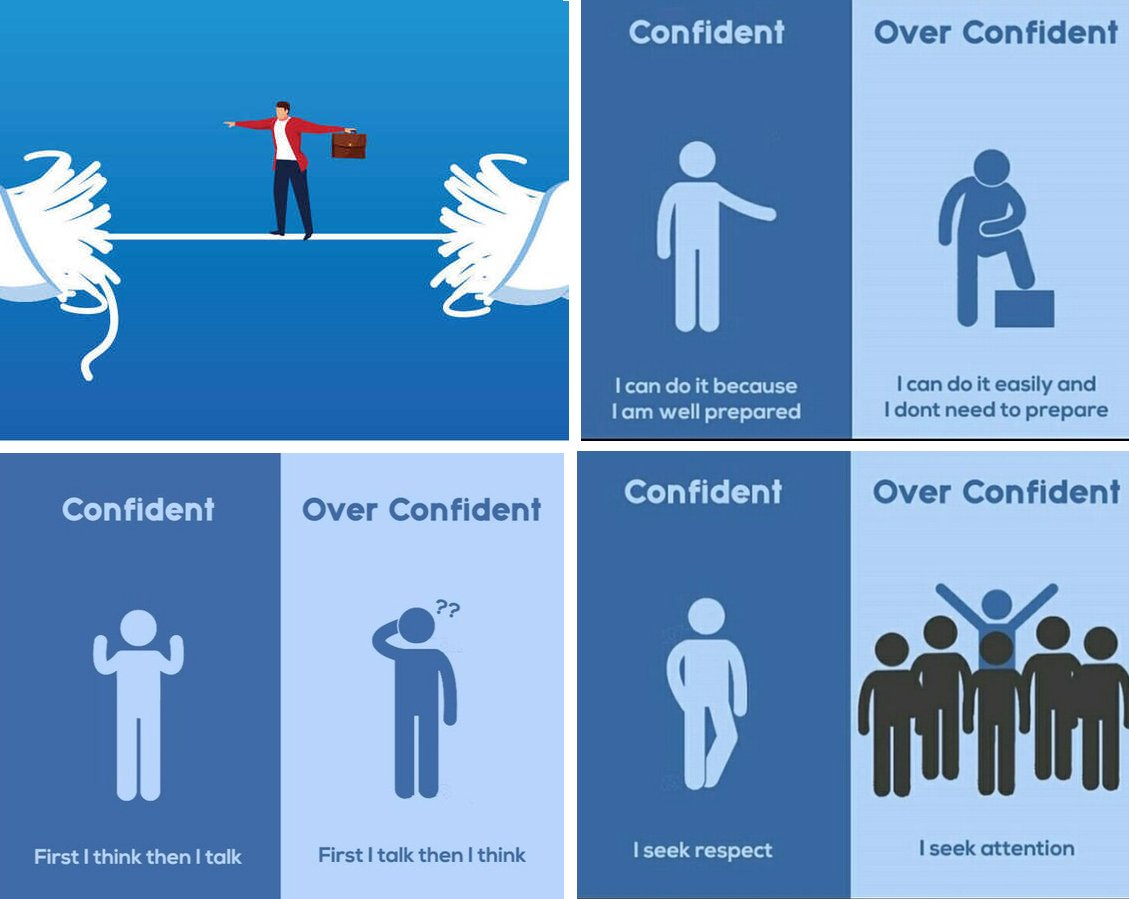 Confident
Over Confident
I can do it because
I am well prepared
I can do it easily and
I dont need to prepare
Confident
Over Confident
??
First I think then I talk
First I talk then I think
Confident
Over Confident
I seek respect
I seek attention